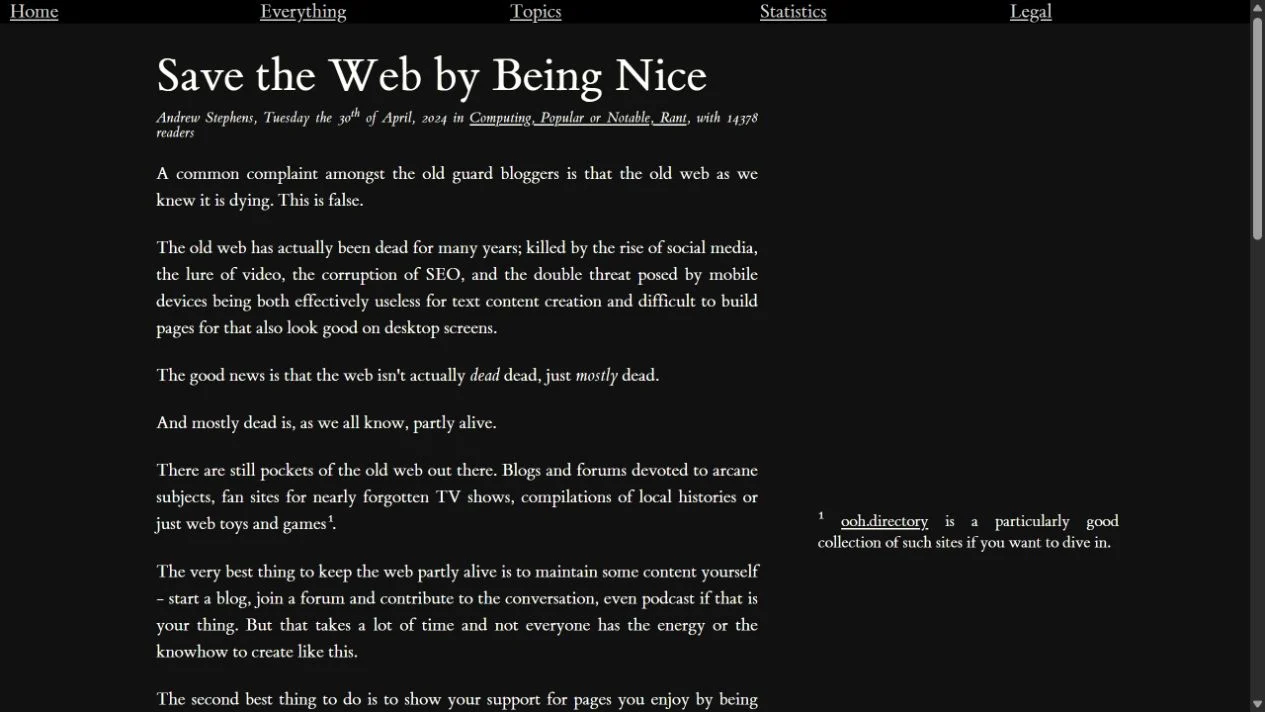 Home Everything Topics Statistics Legal
Save the Web by Being Nice
Andrew Stephens, Tuesday the 30th of April, 2024 in Computing, Popular or Notable, Rant, with 14378
readers
A common complaint amongst the old guard bloggers is that the old web as we
knew it is dying. This is false.
The old web has actually been dead for many years; killed by the rise of social media,
the lure of video, the corruption of SEO, and the double threat posed by mobile
devices being both effectively useless for text content creation and difficult to build
pages for that also look good on desktop screens.
The good news is that the web isn't actually dead dead, just mostly dead.
And mostly dead is, as we all know, partly alive.
There are still pockets of the old web out there. Blogs and forums devoted to arcane
subjects, fan sites for nearly forgotten TV shows, compilations of local histories or
just web toys and games¹.
¹ ooh.directory is a particularly good
collection of such sites if you want to dive in.
The very best thing to keep the web partly alive is to maintain some content yourself
- start a blog, join a forum and contribute to the conversation, even podcast if that is
your thing. But that takes a lot of time and not everyone has the energy or the
knowhow to create like this.
The second best thing to do is to show your support for pages you enjoy by being